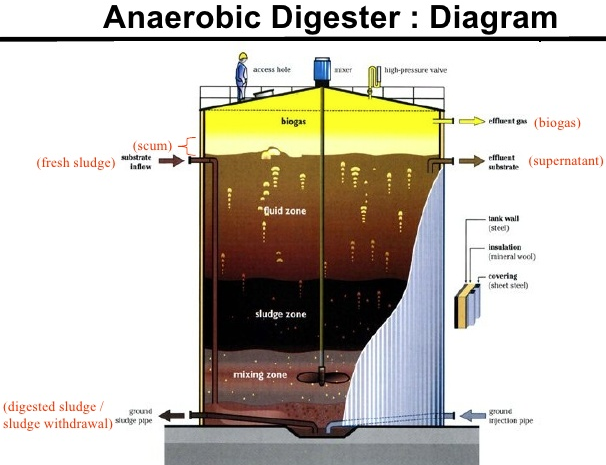 Anaerobic Digester : Diagram
access hole
mixer
high-pressure valve
biogas
effluent gas
(biogas)
(scum)
(fresh sludge)
substrate
inflow
effluent
substrate
(supernatant)
fluid zone
tank wall
(steel)
insulation
(mineral wool)
covering
(sheet steel)
sludge zone
mixing zone
(digested sludge /
sludge withdrawal)
ground
sludge pipe
ground
injection pipe